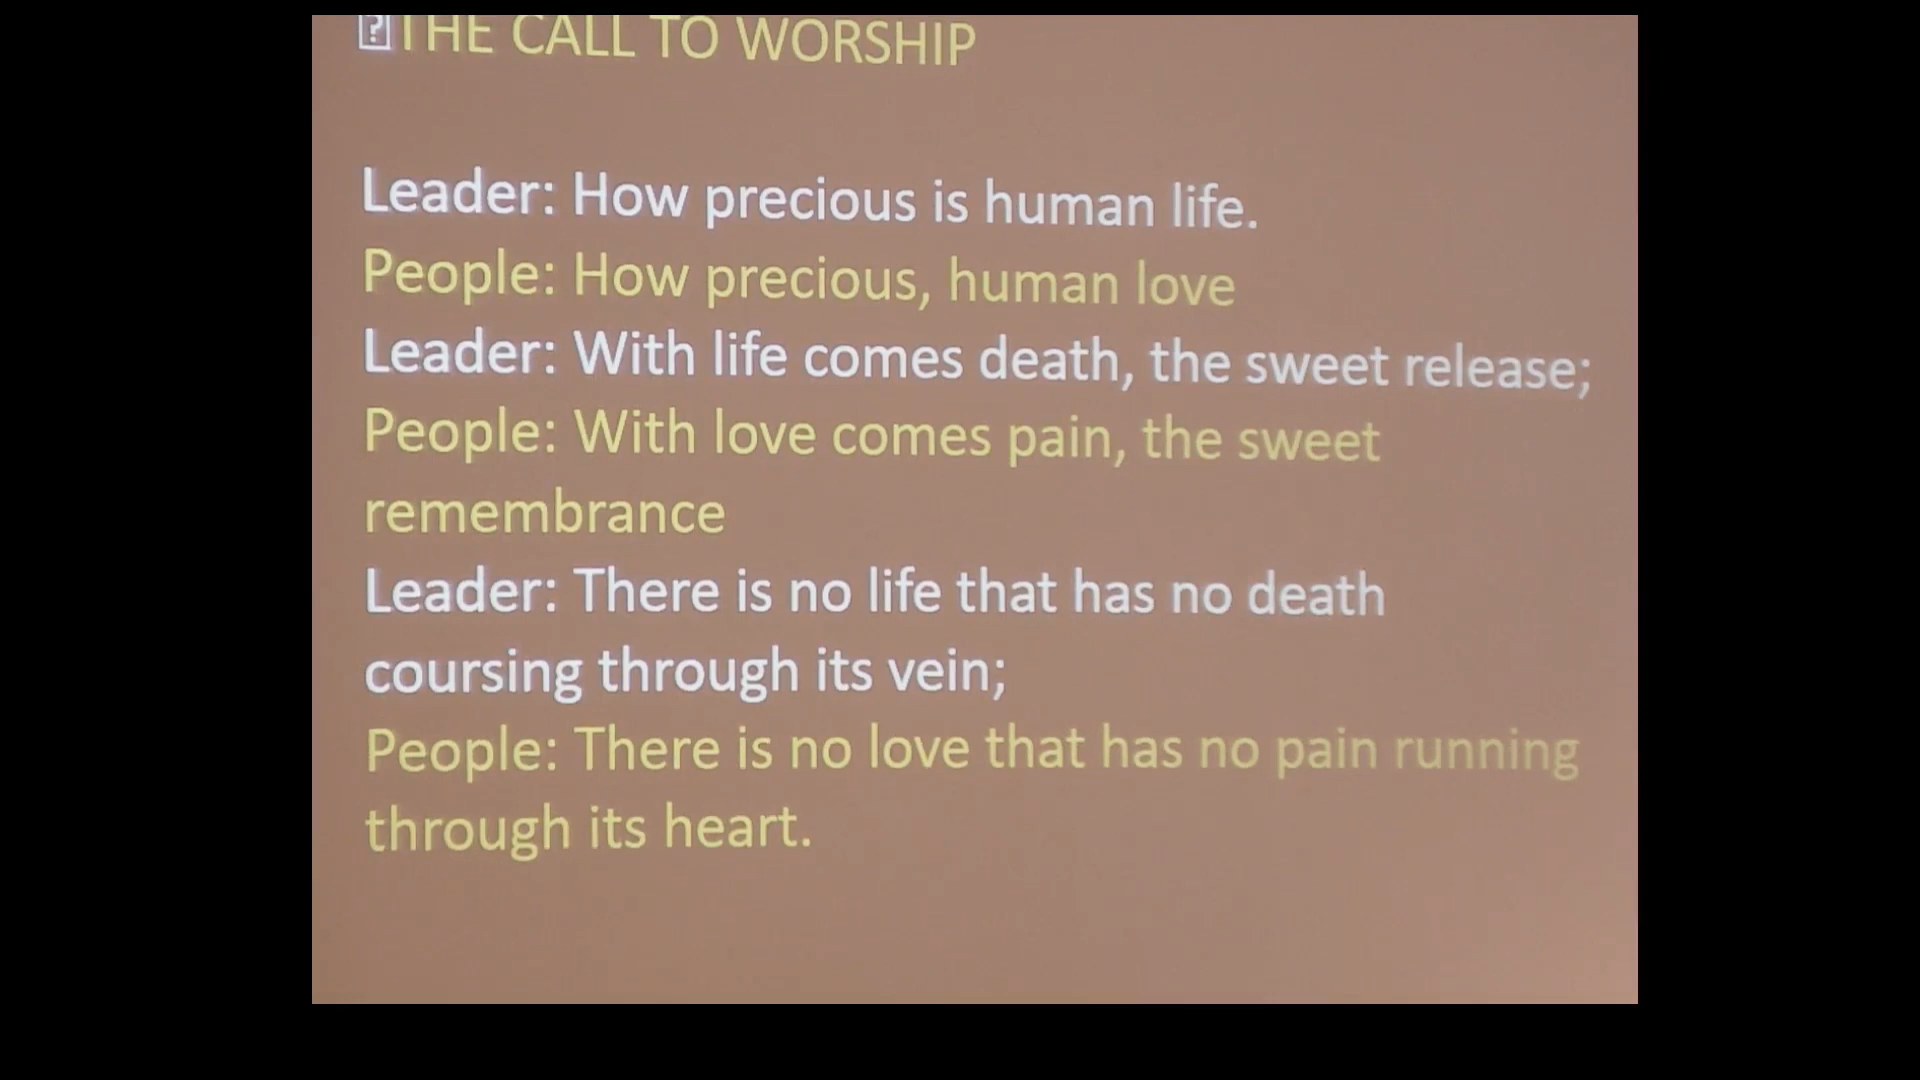 THE CALL TO WORSHIP
Leader: How precious is human life.
People: How precious, human love
Leader: With life comes death, the sweet release;
People: With love comes pain, the sweet
remembrance
Leader: There is no life that has no death
coursing through its vein;
People: There is no love that has no pain running
through its heart.